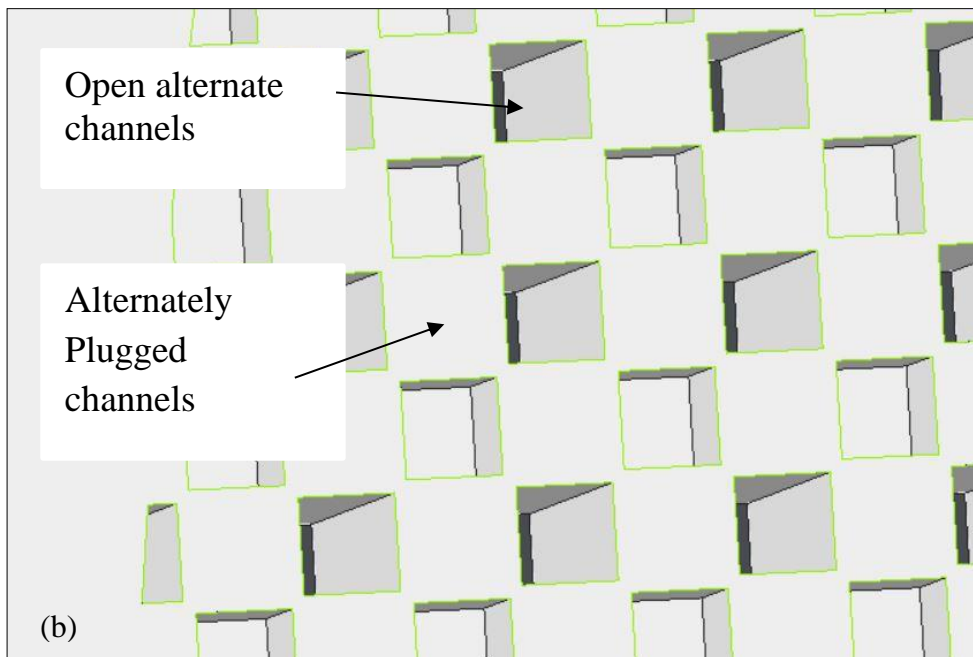 Open alternate
channels
Alternately
Plugged
channels
(b)